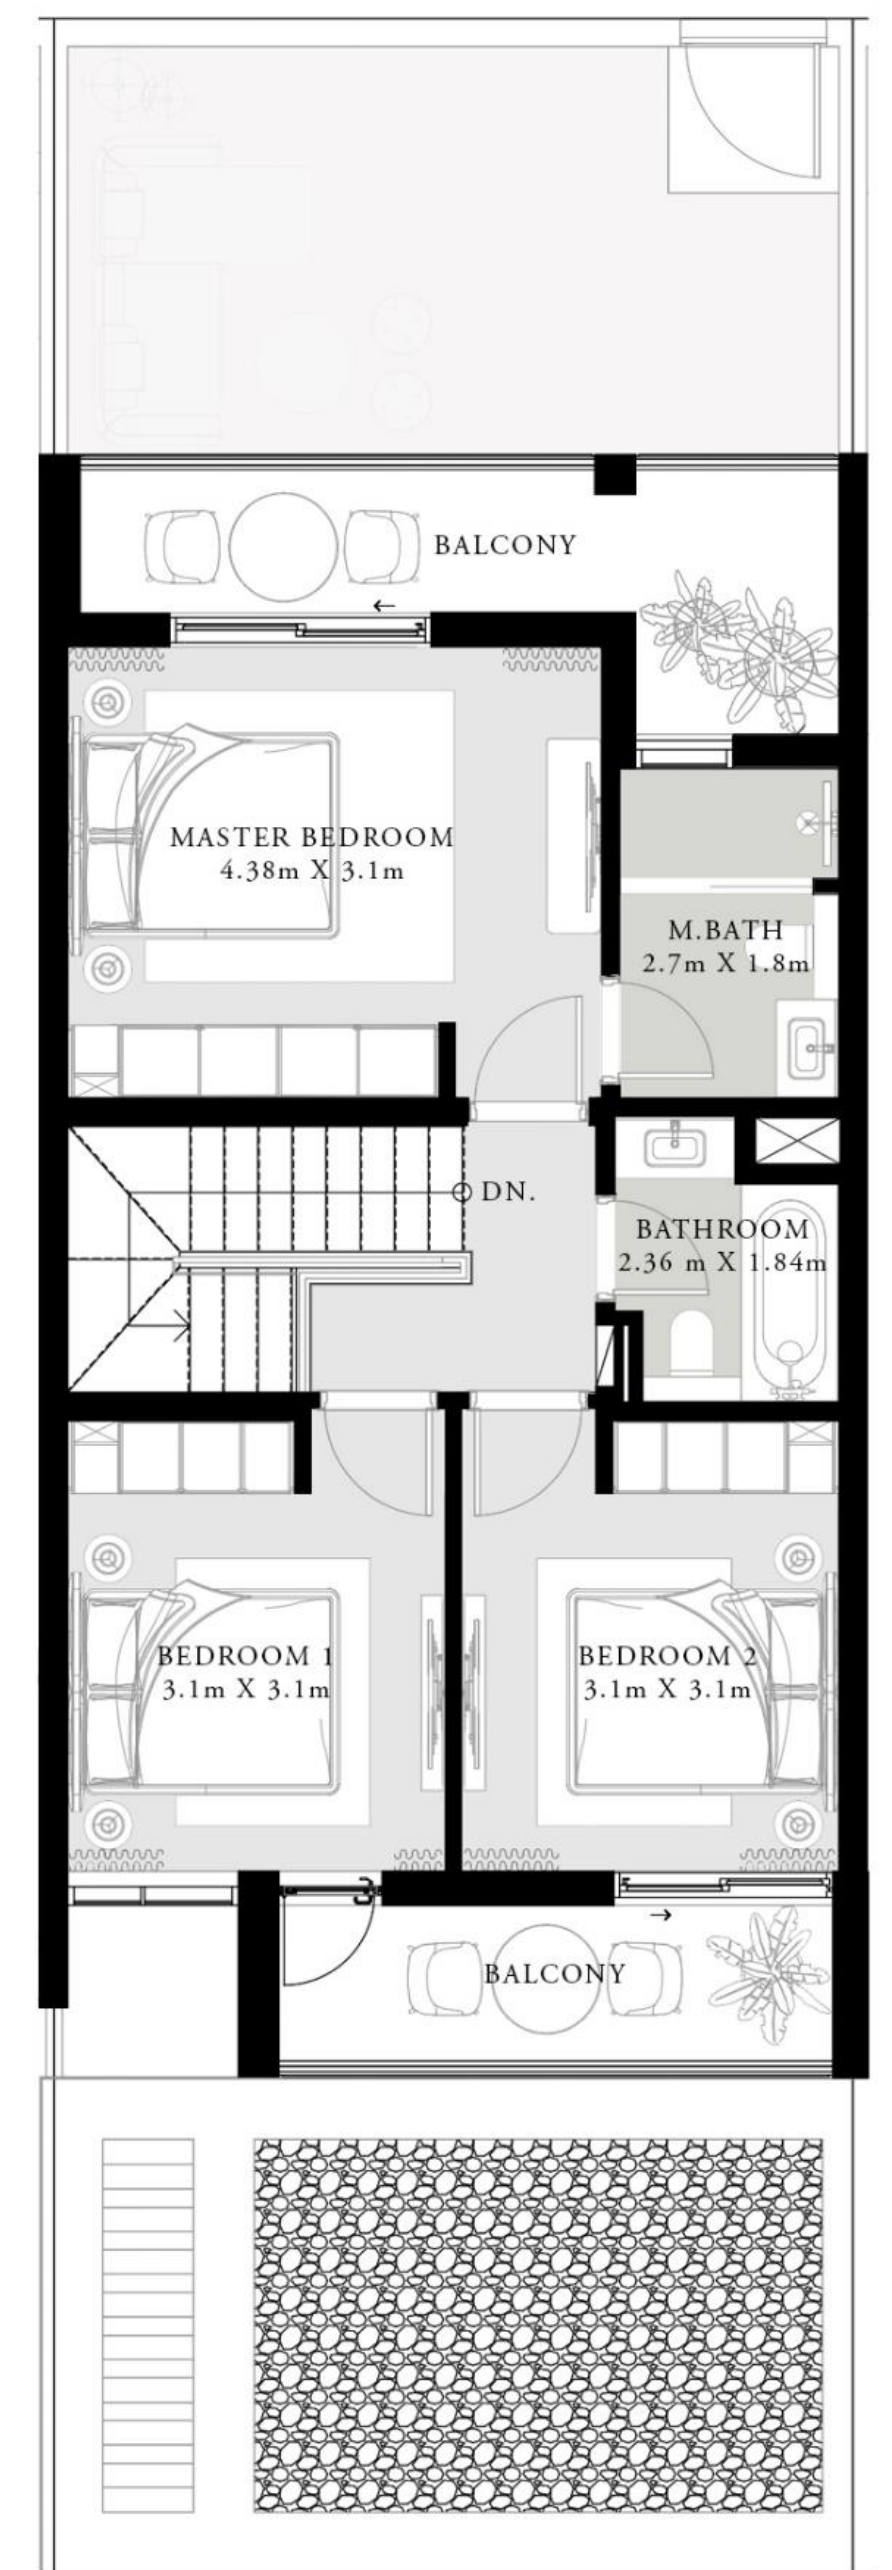 BALCONY
MASTER BEDROOM
4.38m X 3.1m
M.BATH
2.7m X 1.8m
DN.
BATHROOM
2.36 m X 1.84m
BEDROOM 1
3.1m X 3.1m
BEDROOM 2
3.1m X 3.1m
BALCONY